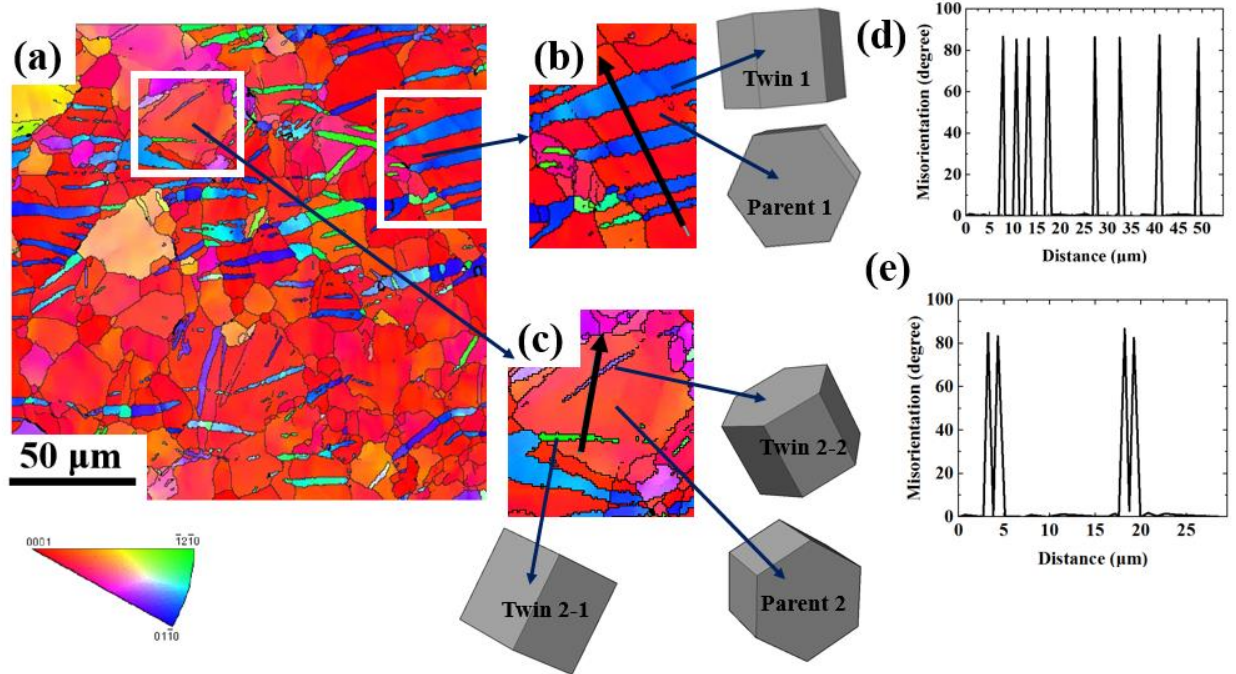 (a)
50 μm
0001
1̄21̄0
011̄0
(b)
Twin 1
Parent 1
(c)
Twin 2-2
Twin 2-1
Parent 2
(d)
Misorientation (degree)
100
80
60
40
20
0
0 5 10 15 20 25 30 35 40 45 50
Distance (μm)
(e)
Misorientation (degree)
100
80
60
40
20
0
0 5 10 15 20 25
Distance (μm)